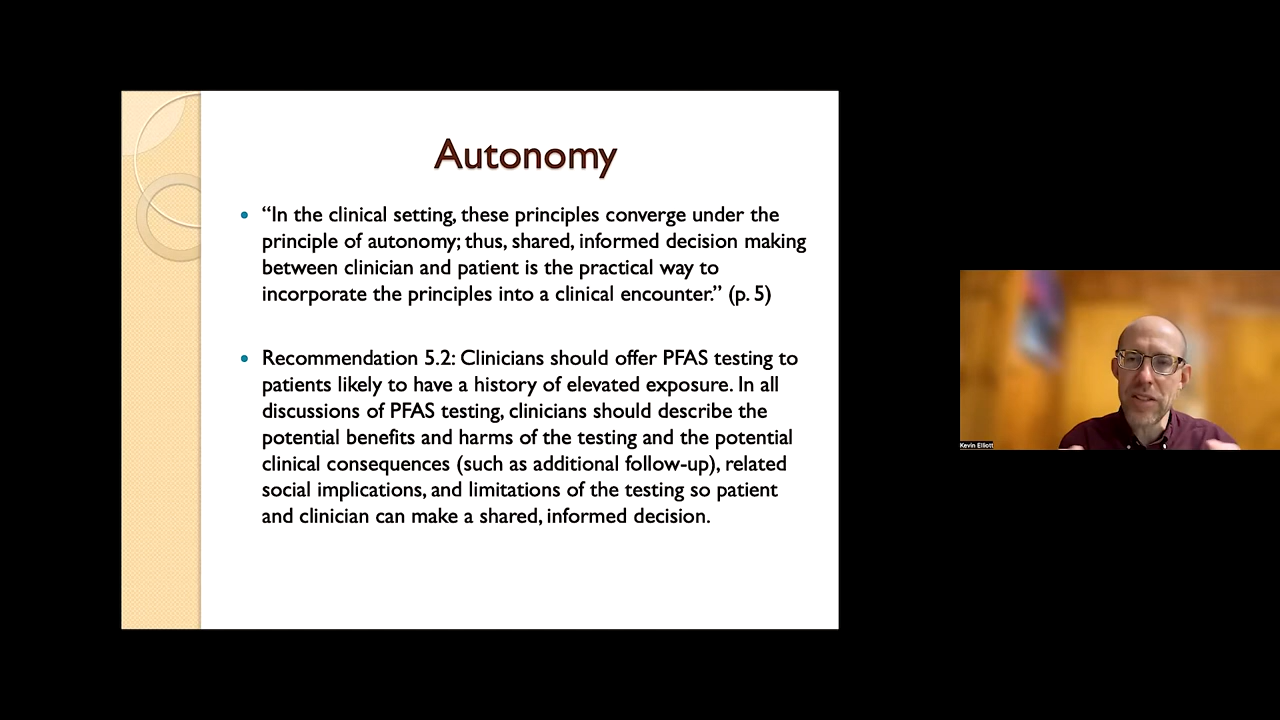 Autonomy
“In the clinical setting, these principles converge under the
principle of autonomy; thus, shared, informed decision making
between clinician and patient is the practical way to
incorporate the principles into a clinical encounter.” (p. 5)
Recommendation 5.2: Clinicians should offer PFAS testing to
patients likely to have a history of elevated exposure. In all
discussions of PFAS testing, clinicians should describe the
potential benefits and harms of the testing and the potential
clinical consequences (such as additional follow-up), related
social implications, and limitations of the testing so patient
and clinician can make a shared, informed decision.
Kevin Elliott